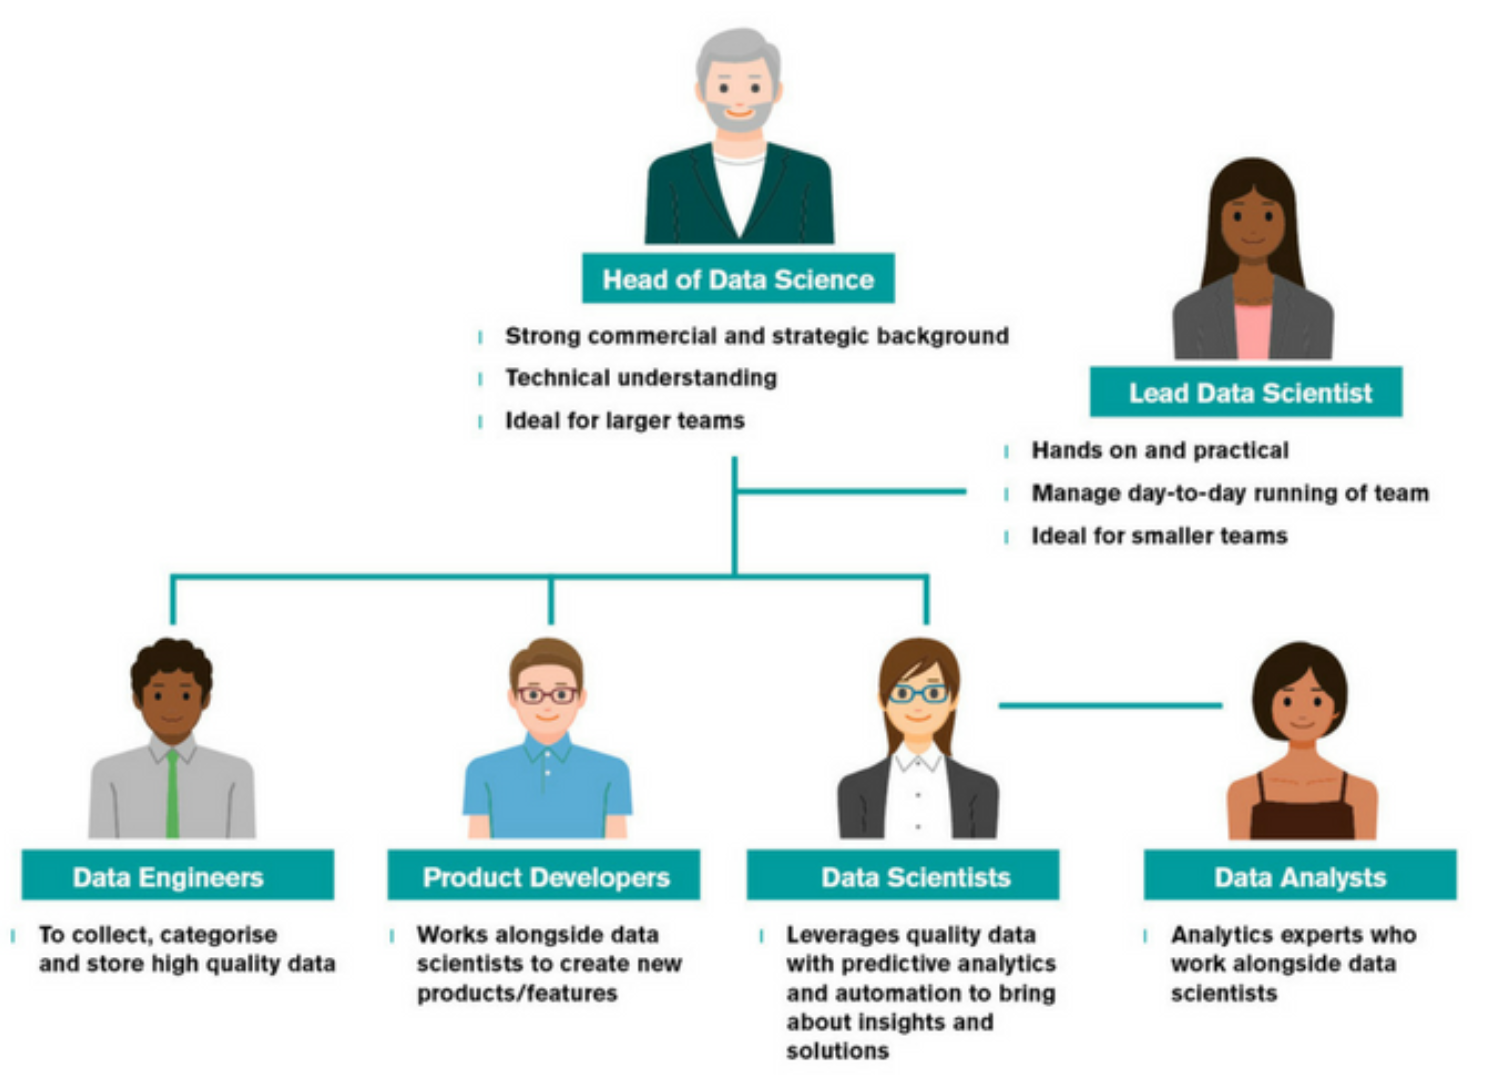 Head of Data Science
Strong commercial and strategic background
Technical understanding
Ideal for larger teams
Lead Data Scientist
Hands on and practical
Manage day-to-day running of team
Ideal for smaller teams
Data Engineers
To collect, categorise
and store high quality data
Product Developers
Works alongside data
scientists to create new
products/features
Data Scientists
Leverages quality data
with predictive analytics
and automation to bring
about insights and
solutions
Data Analysts
Analytics experts who
work alongside data
scientists